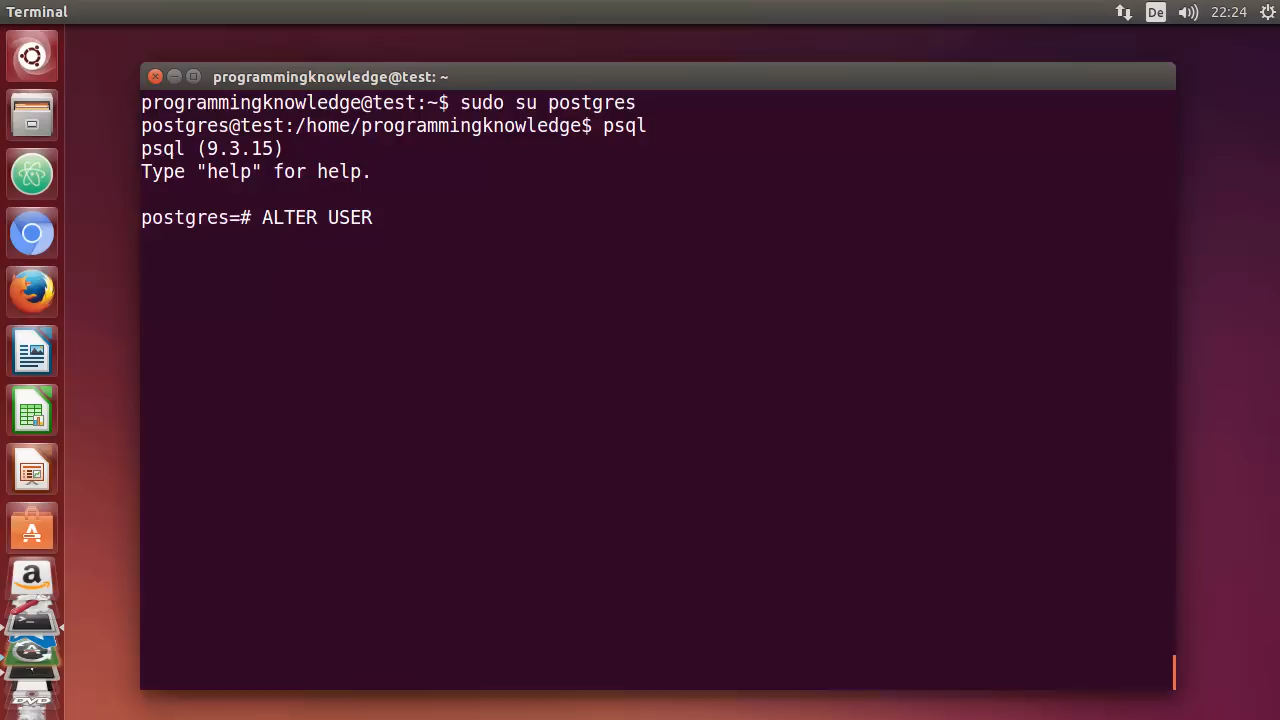 Terminal
De
22:24
programmingknowledge@test: ~
programmingknowledge@test:~$ sudo su postgres
postgres@test:/home/programmingknowledge$ psql
psql (9.3.15)
Type "help" for help.
postgres=# ALTER USER
A
a
>_
A
DVD